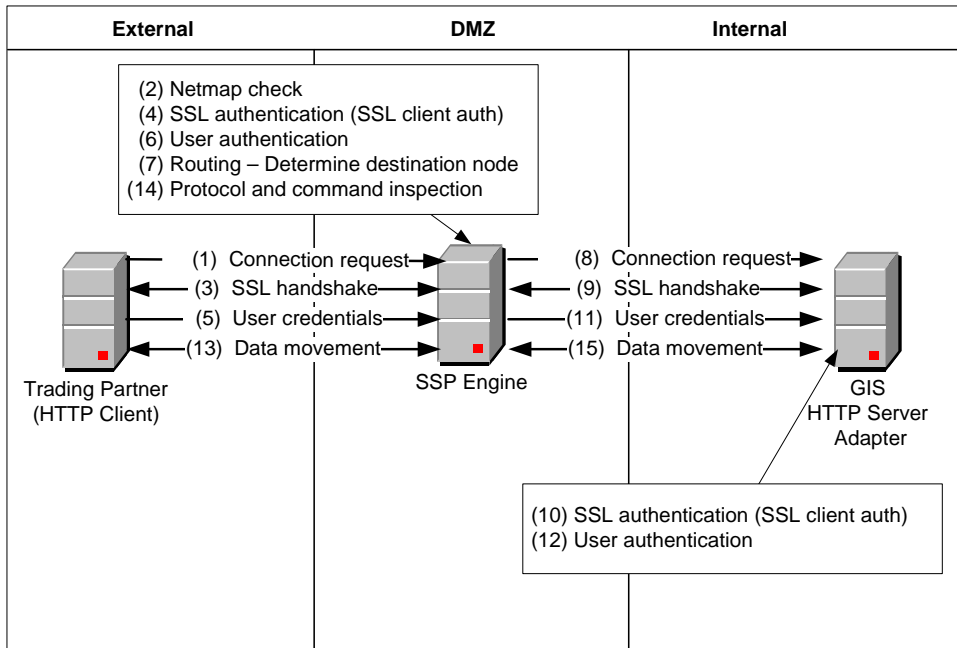 External
DMZ
Internal
(2) Netmap check
(4) SSL authentication (SSL client auth)
(6) User authentication
(7) Routing – Determine destination node
(14) Protocol and command inspection
(1) Connection request
(3) SSL handshake
(5) User credentials
(13) Data movement
(8) Connection request
(9) SSL handshake
(11) User credentials
(15) Data movement
Trading Partner
(HTTP Client)
SSP Engine
GIS
HTTP Server
Adapter
(10) SSL authentication (SSL client auth)
(12) User authentication